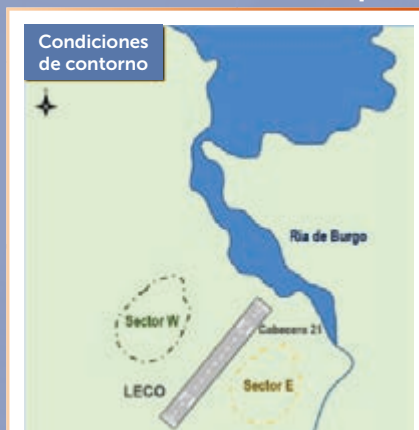 Condiciones
de contorno
Ria de Burgo
Sector W
Cabecera 21
LECO
Sector E